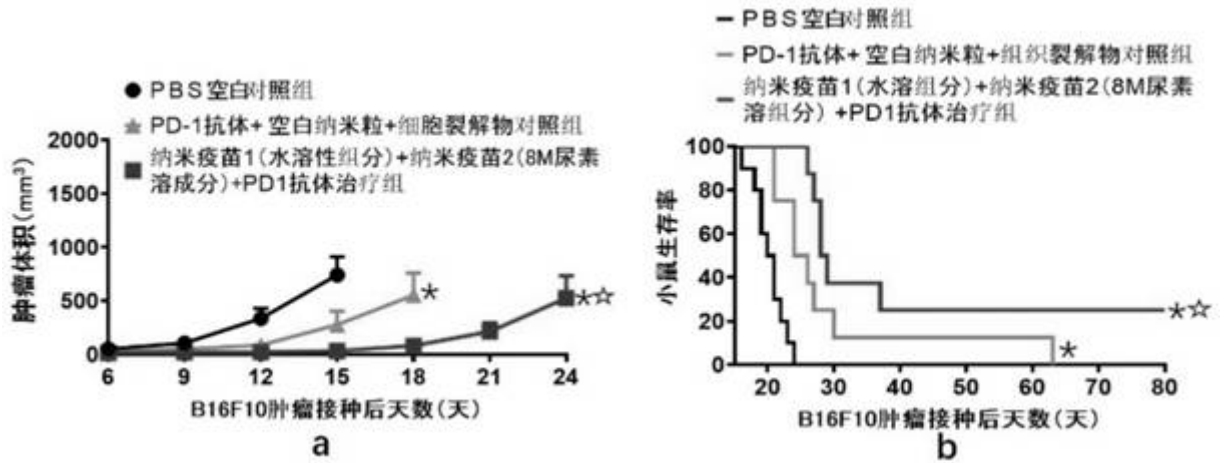 PBS空白对照组
PD-1抗体+空白纳米粒+细胞裂解物对照组
纳米疫苗1(水溶性组分)+纳米疫苗2(8M尿素
溶成分)+PD1抗体治疗组
肿瘤体积(mm³)
2000
1500
1000
500
0
*
*☆
6 9 12 15 18 21 24
B16F10肿瘤接种后天数(天)
a
PBS空白对照组
PD-1抗体+空白纳米粒+组织裂解物对照组
纳米疫苗1(水溶组分)+纳米疫苗2(8M尿素
溶组分)+PD1抗体治疗组
小鼠生存率
100
80
60
40
20
0
*☆
*
20 30 40 50 60 70 80
B16F10肿瘤接种后天数(天)
b